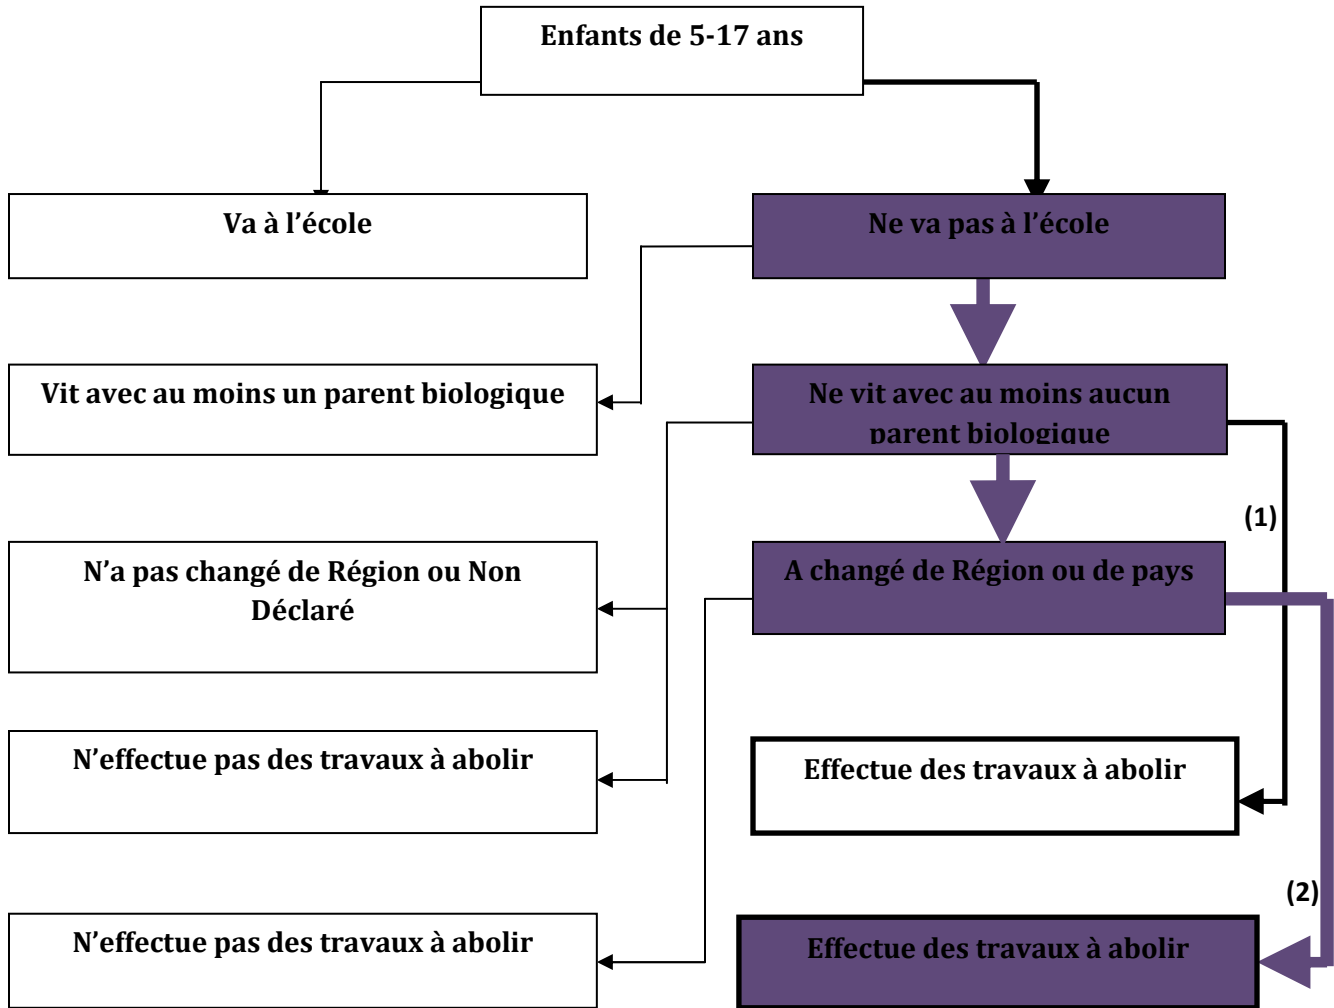 Enfants de 5-17 ans
Va à l’école
Ne va pas à l’école
Vit avec au moins un parent biologique
Ne vit avec au moins aucun
parent biologique
(1)
N’a pas changé de Région ou Non
Déclaré
A changé de Région ou de pays
N’effectue pas des travaux à abolir
Effectue des travaux à abolir
(2)
N’effectue pas des travaux à abolir
Effectue des travaux à abolir